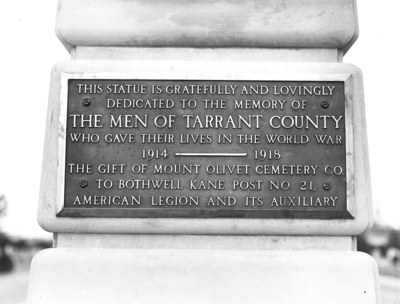 THIS STATUE IS GRATEFULLY AND LOVINGLY
DEDICATED TO THE MEMORY OF
THE MEN OF TARRANT COUNTY
WHO GAVE THEIR LIVES IN THE WORLD WAR
1914 —— 1918
THE GIFT OF MOUNT OLIVET CEMETERY CO.
TO BOTHWELL KANE POST NO. 21,
AMERICAN LEGION AND ITS AUXILIARY